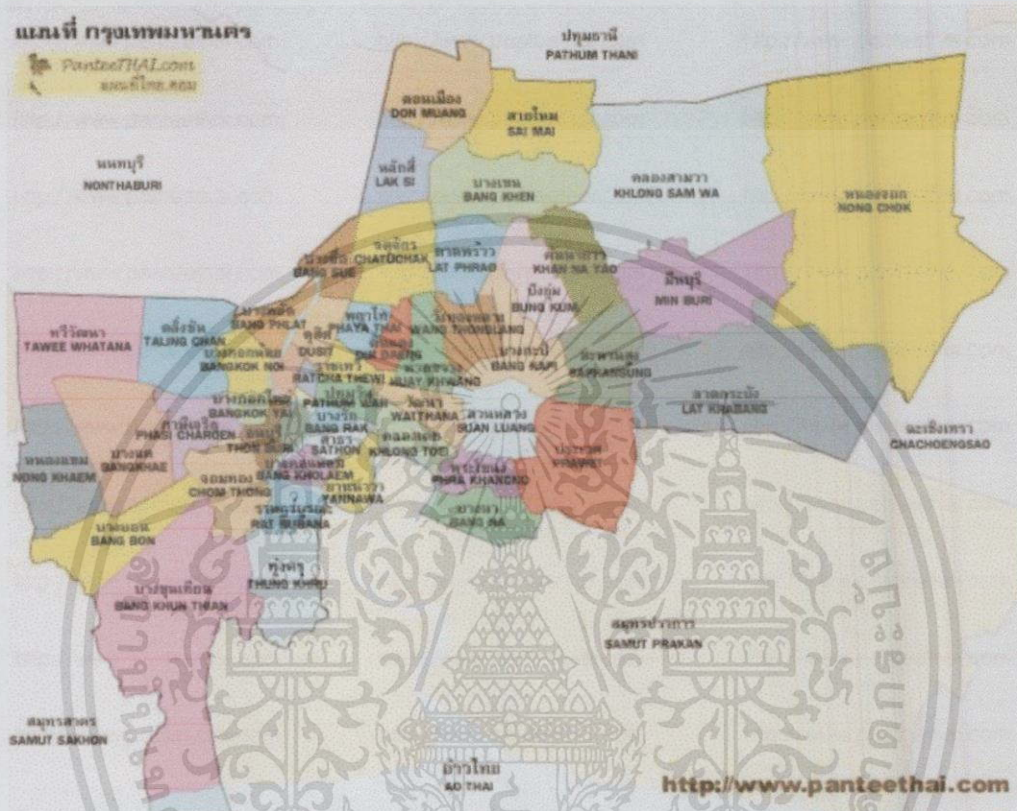 แผนที่ กรุงเทพมหานคร
PanteeTHAI.com
แผนที่ไทย.คอม
ปทุมธานี
PATHUM THANI
ดอนเมือง
DON MUANG
สายไหม
SAI MAI
นนทบุรี
NONTHABURI
หลักสี่
LAK SI
บางเขน
BANG KHEN
คลองสามวา
KHLONG SAM WA
หนองจอก
NONG CHOK
จตุจักร
CHATUCHAK
ลาดพร้าว
LAT PHRAO
คันนายาว
KHAN NA YAO
บางซื่อ
BANG SUE
บึงกุ่ม
BUNG KUM
มีนบุรี
MIN BURI
ทวีวัฒนา
TAWEE WHATANA
ตลิ่งชัน
TALING CHAN
บางพลัด
BANG PHLAT
ดุสิต
DUSIT
พญาไท
PHAYA THAI
ดินแดง
DIN DAENG
วังทองหลาง
WANG THONGLANG
บางกะปิ
BANG KAPI
สะพานสูง
SAPHANSUNG
บางกอกน้อย
BANGKOK NOI
ราชเทวี
RATCHA THEWI
ห้วยขวาง
HUAY KHWANG
ลาดกระบัง
LAT KRABANG
บางกอกใหญ่
BANGKOK YAI
ปทุมวัน
PATHUM WAN
วัฒนา
WATTHANA
สวนหลวง
SUAN LUANG
ภาษีเจริญ
PHASI CHAROEN
บางรัก
BANG RAK
ธนบุรี
THON BURI
สาธร
SATHON
คลองเตย
KHLONG TOEI
ประเวศ
PRAWET
ฉะเชิงเทรา
CHACHOENGSAO
หนองแขม
NONG KHAEM
บางแค
BANGKHAE
บางคอแหลม
BANG KHOLAEM
พระโขนง
PHRA KHANONG
จอมทอง
CHOM THONG
ยานนาวา
YANNAWA
บางนา
BANG NA
ราษฎร์บูรณะ
RAT BURANA
บางบอน
BANG BON
ทุ่งครุ
THUNG KHRU
บางขุนเทียน
BANG KHUN THIAN
สมุทรปราการ
SAMUT PRAKAN
สมุทรสาคร
SAMUT SAKHON
อ่าวไทย
AO THAI
http://www.panteethai.com